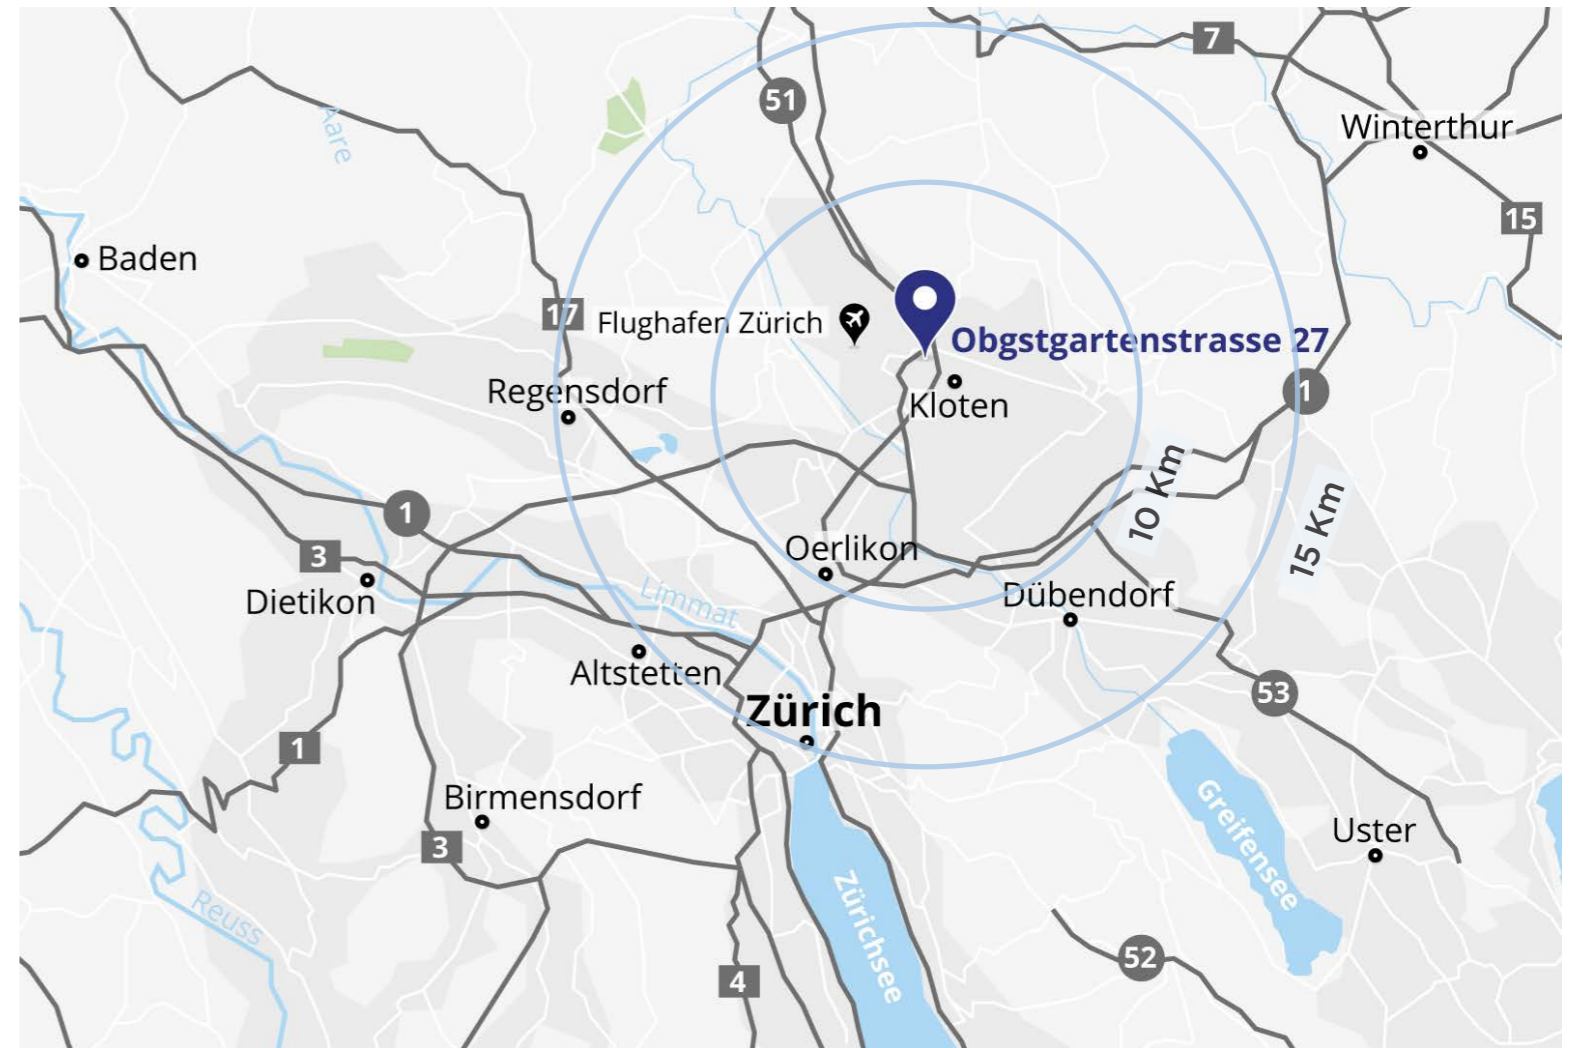 7
51
Winterthur
Aare
15
Baden
17
Flughafen Zürich
Obgstgartenstrasse 27
Regensdorf
1
Kloten
10 Km
15 Km
1
3
Oerlikon
Dietikon
Limmat
Dübendorf
Altstetten
53
Zürich
1
Birmensdorf
Greifensee
Uster
3
Zürichsee
Reuss
52
4